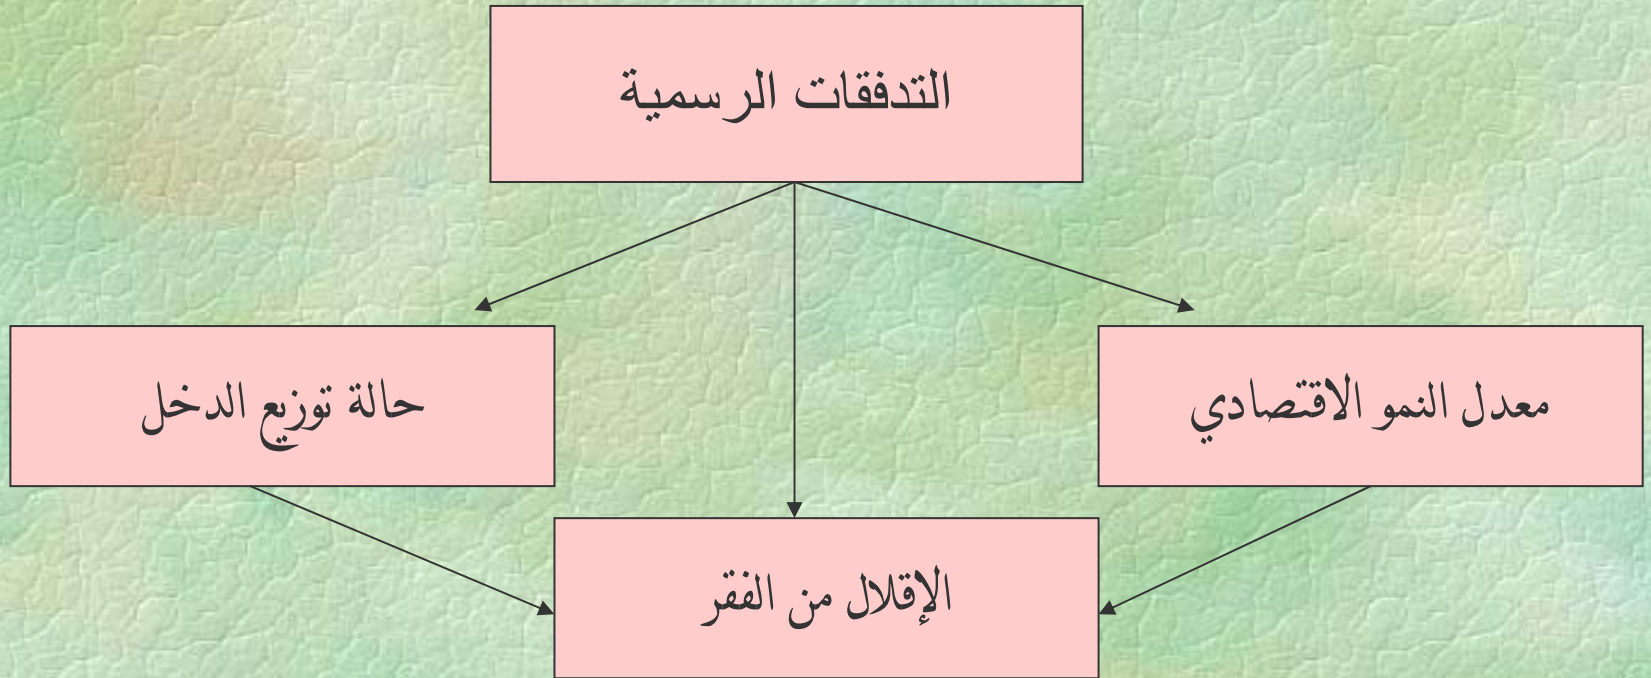 التدفقات الرسمية
معدل النمو الاقتصادي
حالة توزيع الدخل
الإقلال من الفقر